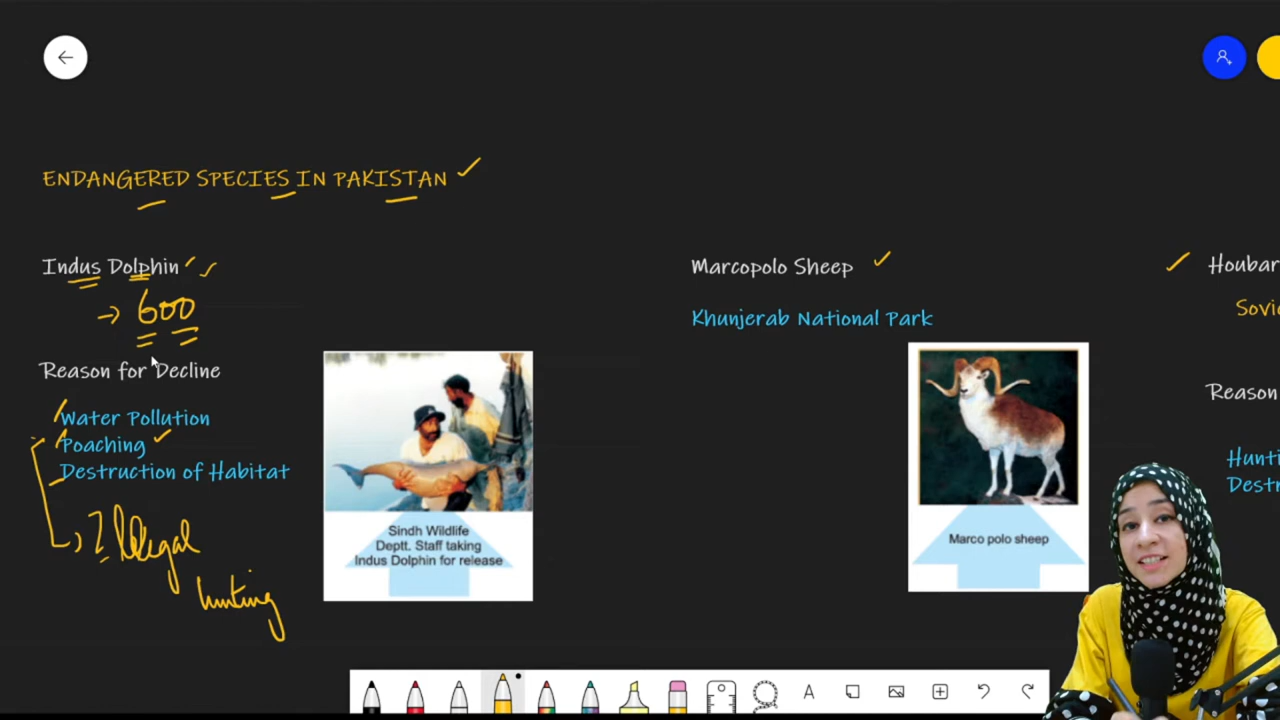 ENDANGERED SPECIES IN PAKISTAN
Indus Dolphin
→ 600
Reason for Decline
Water Pollution
Poaching
Destruction of Habitat
Illegal
hunting
Sindh Wildlife
Deptt. Staff taking
Indus Dolphin for release
Marcopolo Sheep
Khunjerab National Park
Marco polo sheep
Houbar
Sovie
Reason
Hunti
Destr
A